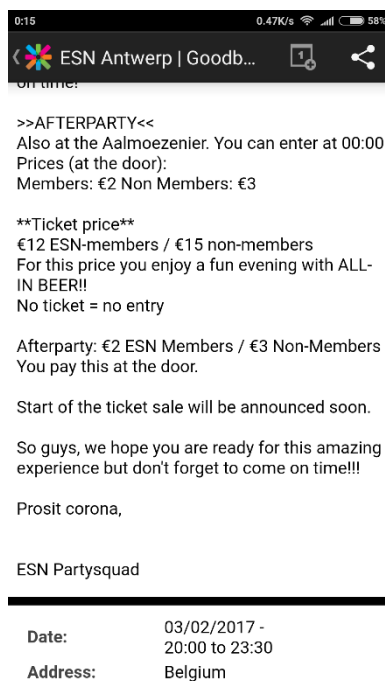 0:15 0.47K/s 58%
ESN Antwerp | Goodb...
1
on time!
>>AFTERPARTY<<
Also at the Aalmoezenier. You can enter at 00:00
Prices (at the door):
Members: €2 Non Members: €3
**Ticket price**
€12 ESN-members / €15 non-members
For this price you enjoy a fun evening with ALL-
IN BEER!!
No ticket = no entry
Afterparty: €2 ESN Members / €3 Non-Members
You pay this at the door.
Start of the ticket sale will be announced soon.
So guys, we hope you are ready for this amazing
experience but don't forget to come on time!!!
Prosit corona,
ESN Partysquad
Date: 03/02/2017 -
20:00 to 23:30
Address: Belgium